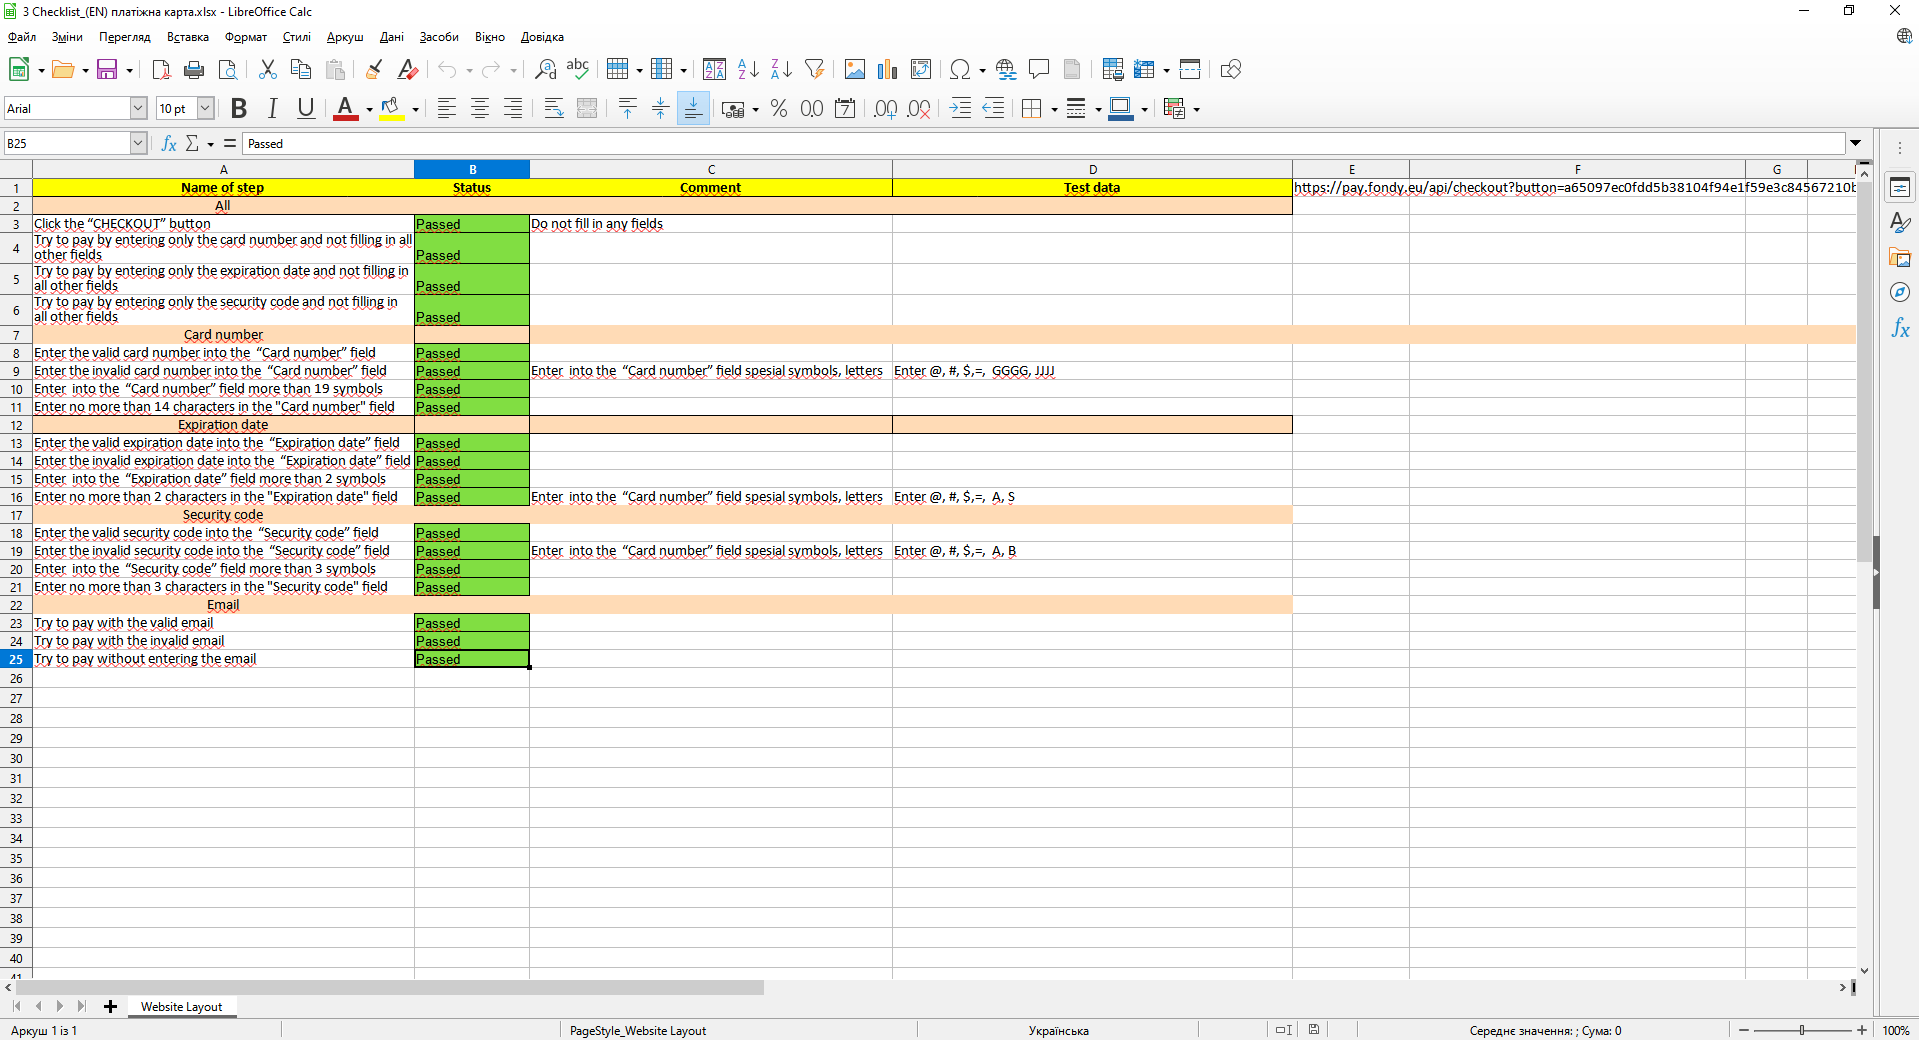 3 Checklist_(EN) платіжна карта.xlsx - LibreOffice Calc
Файл Зміни Перегляд Вставка Формат Стилі Аркуш Дані Засоби Вікно Довідка
Arial 10 pt
B25 Passed
A B C D E F G
1 Name of step Status Comment Test data https://pay.fondy.eu/api/checkout?button=a65097ec0fdd5b38104f94e1f59e3c84567210b
2 All
3 Click the “CHECKOUT” button Passed Do not fill in any fields
4 Try to pay by entering only the card number and not filling in all
other fields Passed
5 Try to pay by entering only the expiration date and not filling in
all other fields Passed
6 Try to pay by entering only the security code and not filling in
all other fields Passed
7 Card number
8 Enter the valid card number into the “Card number” field Passed
9 Enter the invalid card number into the “Card number” field Passed Enter into the “Card number” field spesial symbols, letters Enter @, #, $,=, GGGG, JJJJ
10 Enter into the “Card number” field more than 19 symbols Passed
11 Enter no more than 14 characters in the "Card number" field Passed
12 Expiration date
13 Enter the valid expiration date into the “Expiration date” field Passed
14 Enter the invalid expiration date into the “Expiration date” field Passed
15 Enter into the “Expiration date” field more than 2 symbols Passed
16 Enter no more than 2 characters in the "Expiration date" field Passed Enter into the “Card number” field spesial symbols, letters Enter @, #, $,=, A, S
17 Security code
18 Enter the valid security code into the “Security code” field Passed
19 Enter the invalid security code into the “Security code” field Passed Enter into the “Card number” field spesial symbols, letters Enter @, #, $,=, A, B
20 Enter into the “Security code” field more than 3 symbols Passed
21 Enter no more than 3 characters in the "Security code" field Passed
22 Email
23 Try to pay with the valid email Passed
24 Try to pay with the invalid email Passed
25 Try to pay without entering the email Passed
26
27
28
29
30
31
32
33
34
35
36
37
38
39
40
41
Website Layout
Аркуш 1 із 1 PageStyle_Website Layout Українська Середнє значення: ; Сума: 0 100%